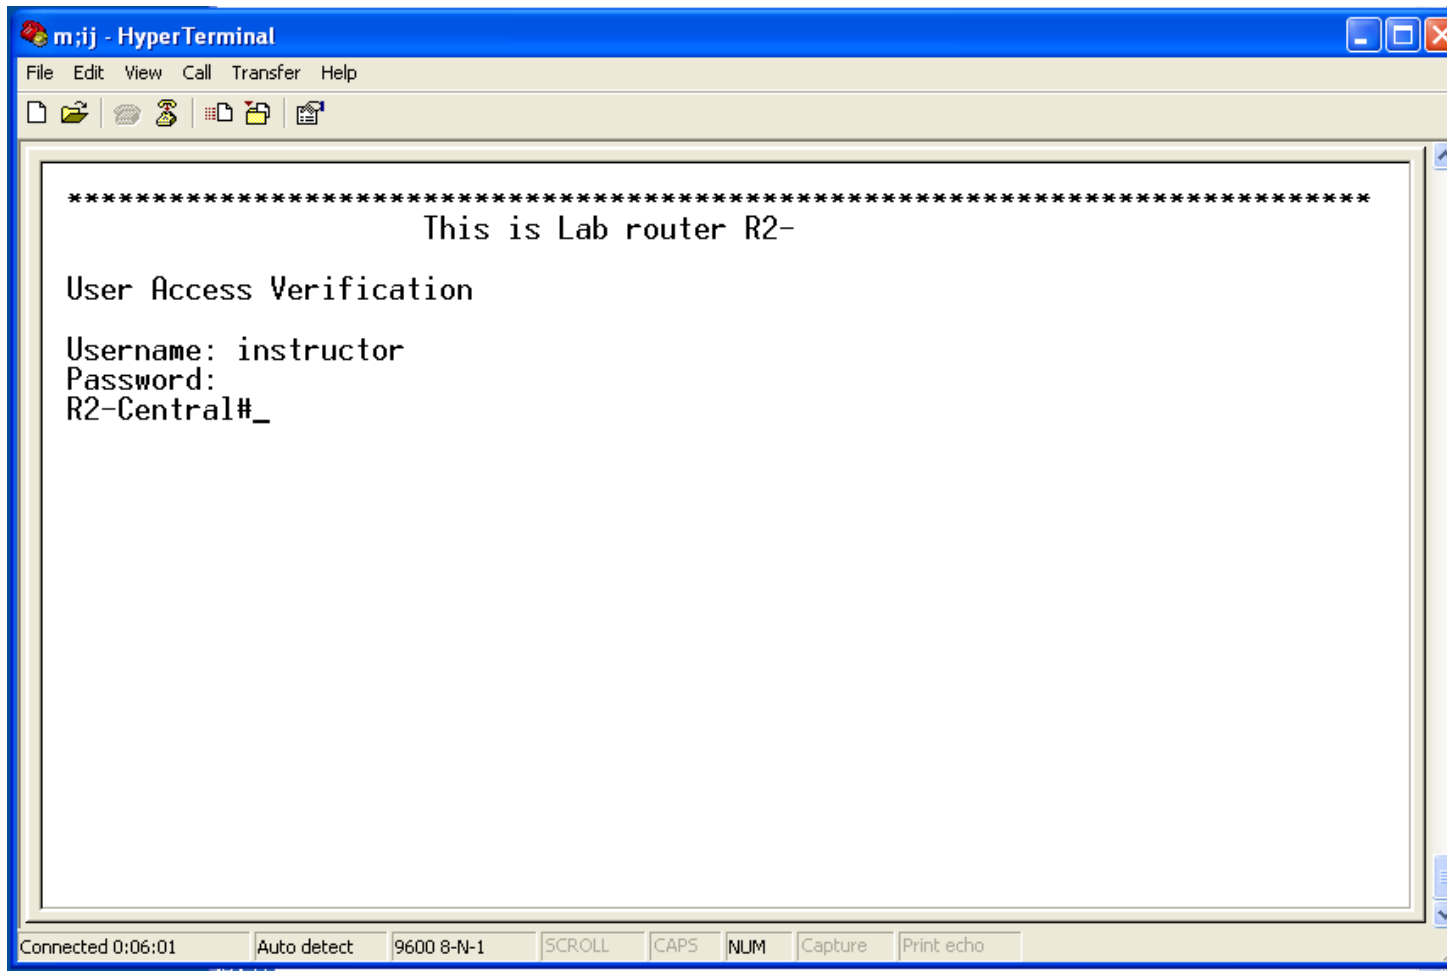 m;ij - HyperTerminal
File Edit View Call Transfer Help
*****************************************************************************
This is Lab router R2-
User Access Verification
Username: instructor
Password:
R2-Central#_
Connected 0:06:01 Auto detect 9600 8-N-1 SCROLL CAPS NUM Capture Print echo